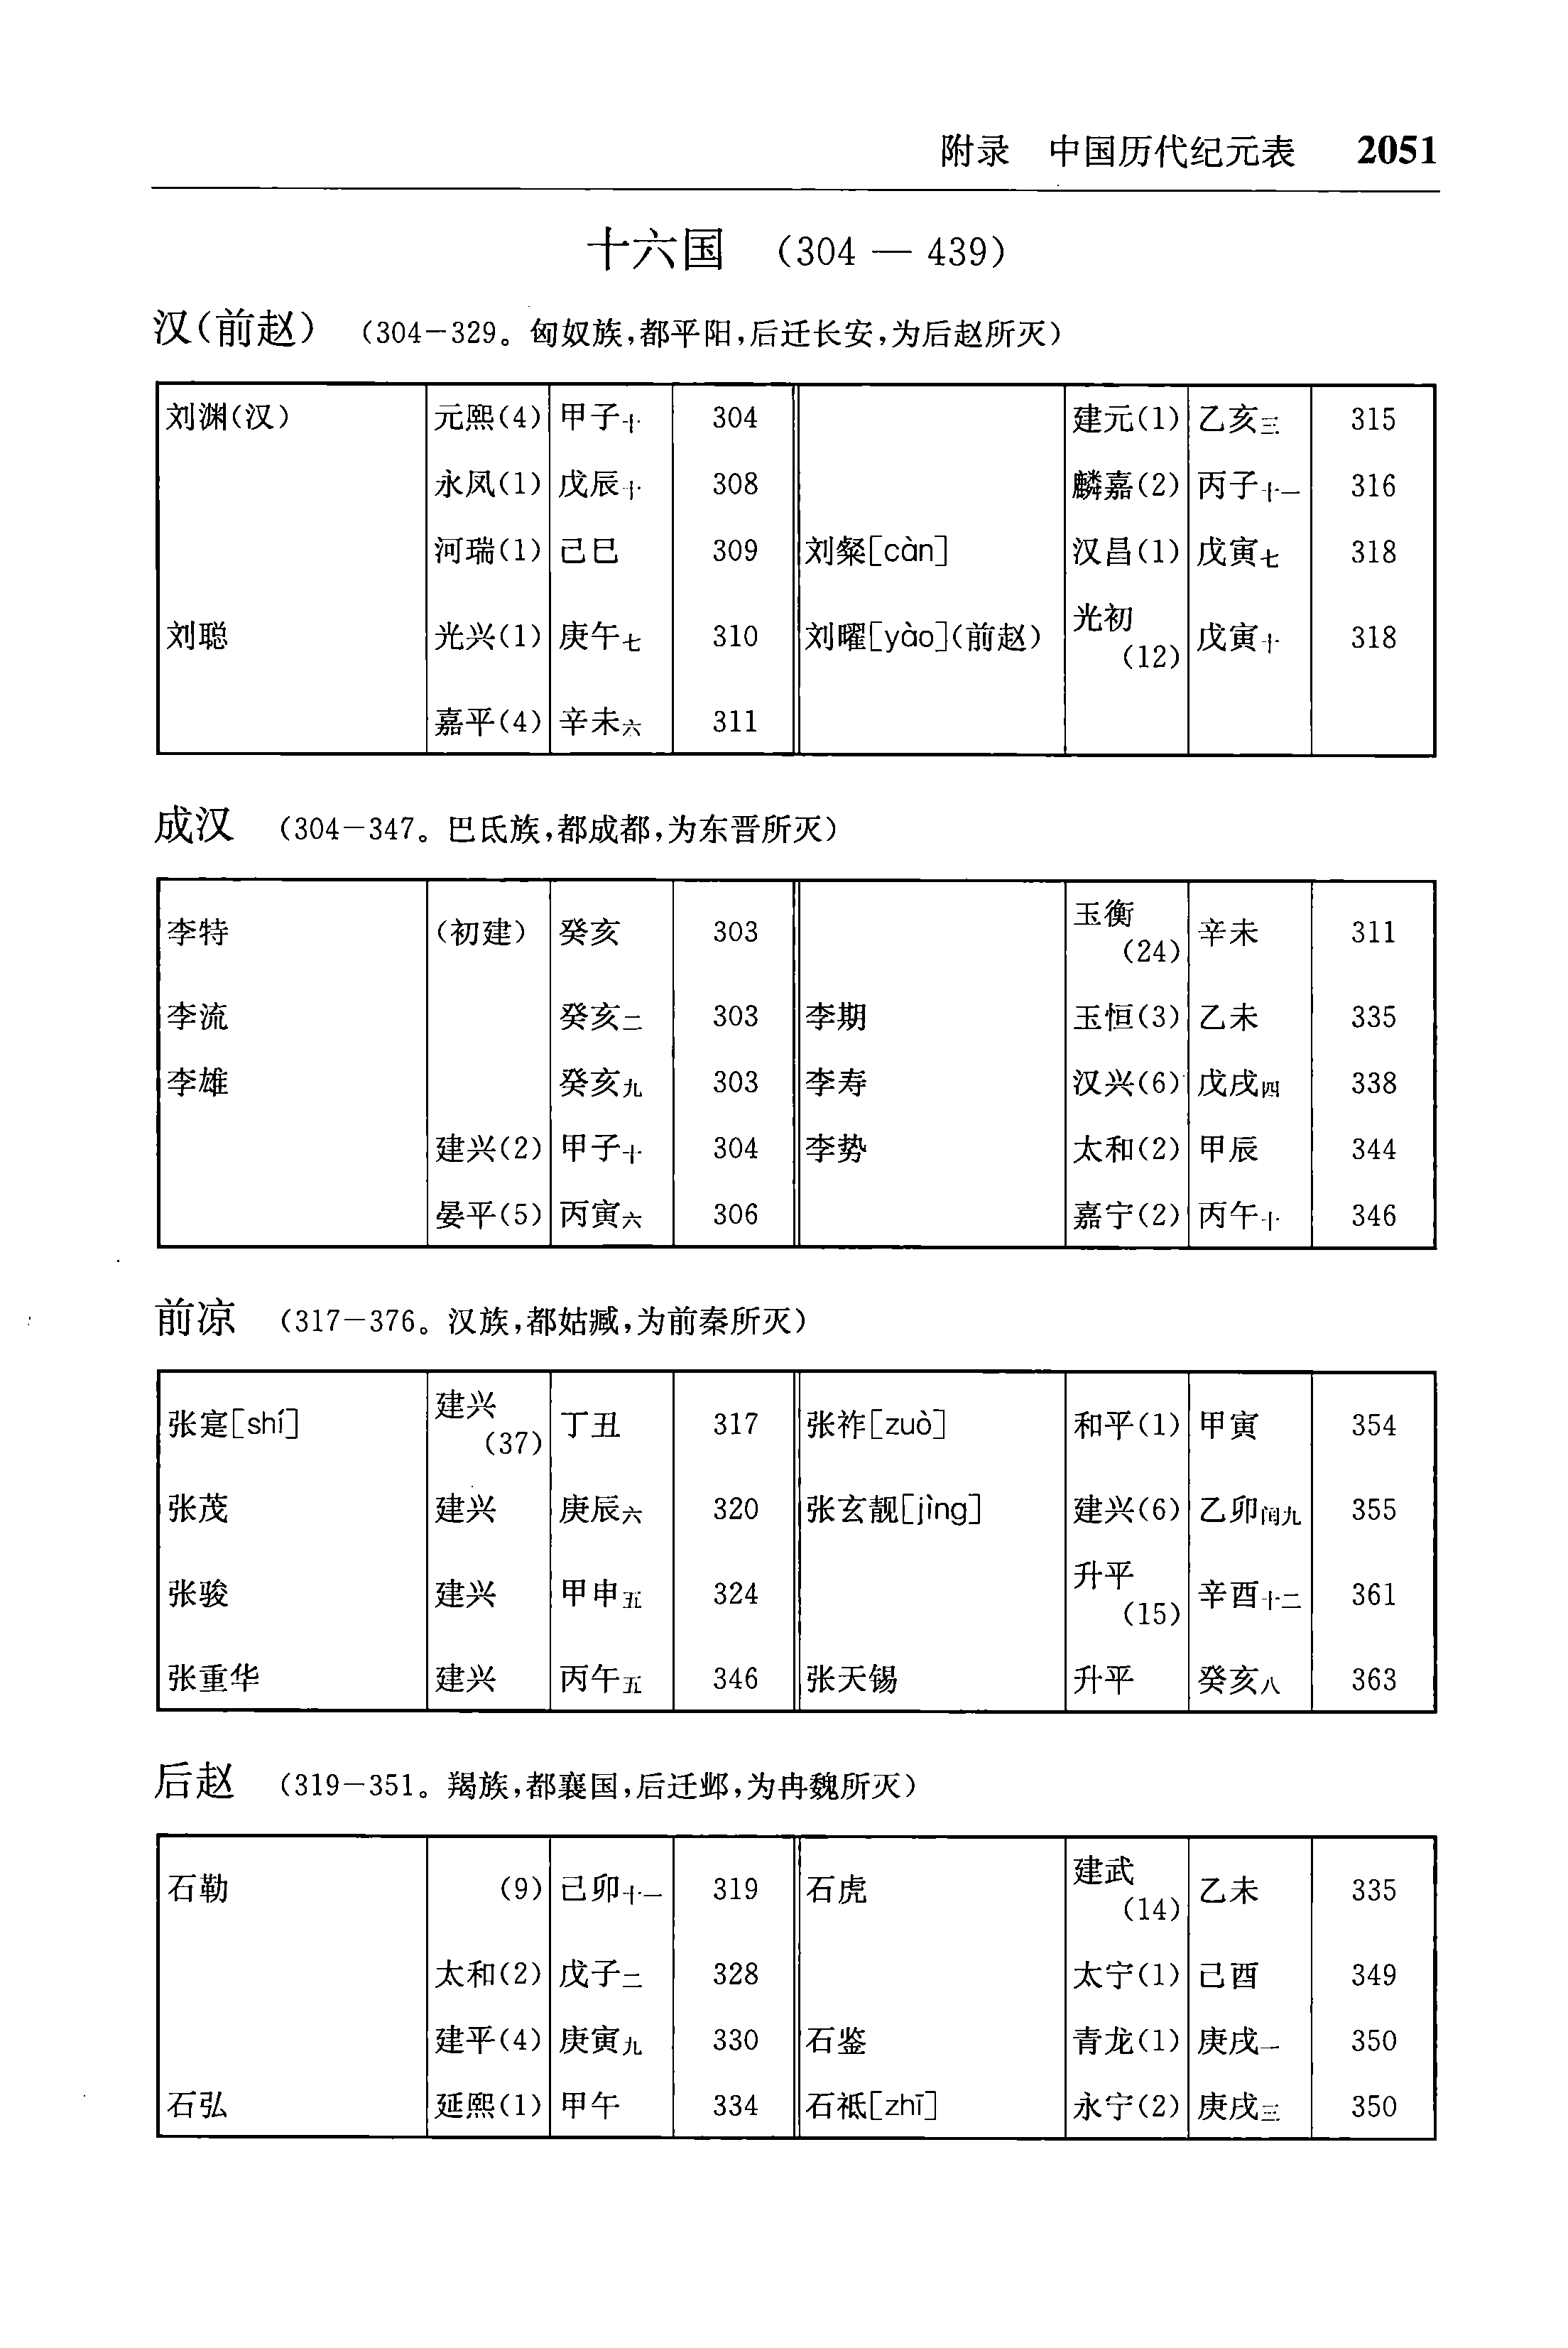 附录 中国历代纪元表 2051
十六国 (304—439)
汉(前赵) (304-329。匈奴族,都平阳,后迁长安,为后赵所灭)
刘渊(汉) 元熙(4) 甲子十 304 建元(1) 乙亥三 315
永凤(1) 戊辰十 308 麟嘉(2) 丙子十一 316
河瑞(1) 己巳 309 刘粲[càn] 汉昌(1) 戊寅七 318
刘聪 光兴(1) 庚午七 310 刘曜[yào](前赵) 光初(12) 戊寅十 318
嘉平(4) 辛未六 311
成汉 (304-347。巴氐族,都成都,为东晋所灭)
李特 (初建) 癸亥 303 玉衡(24) 辛未 311
李流 癸亥二 303 李期 玉恒(3) 乙未 335
李雄 癸亥九 303 李寿 汉兴(6) 戊戌四 338
建兴(2) 甲子十 304 李势 太和(2) 甲辰 344
晏平(5) 丙寅六 306 嘉宁(2) 丙午十 346
前凉 (317-376。汉族,都姑臧,为前秦所灭)
张寔[shí] 建兴(37) 丁丑 317 张祚[zuò] 和平(1) 甲寅 354
张茂 建兴 庚辰六 320 张玄靓[jìng] 建兴(6) 乙卯闰九 355
张骏 建兴 甲申五 324 升平(15) 辛酉十二 361
张重华 建兴 丙午五 346 张天锡 升平 癸亥八 363
后赵 (319-351。羯族,都襄国,后迁邺,为冉魏所灭)
石勒 (9) 己卯十一 319 石虎 建武(14) 乙未 335
太和(2) 戊子二 328 太宁(1) 己酉 349
建平(4) 庚寅九 330 石鉴 青龙(1) 庚戌一 350
石弘 延熙(1) 甲午 334 石祗[zhī] 永宁(2) 庚戌三 350